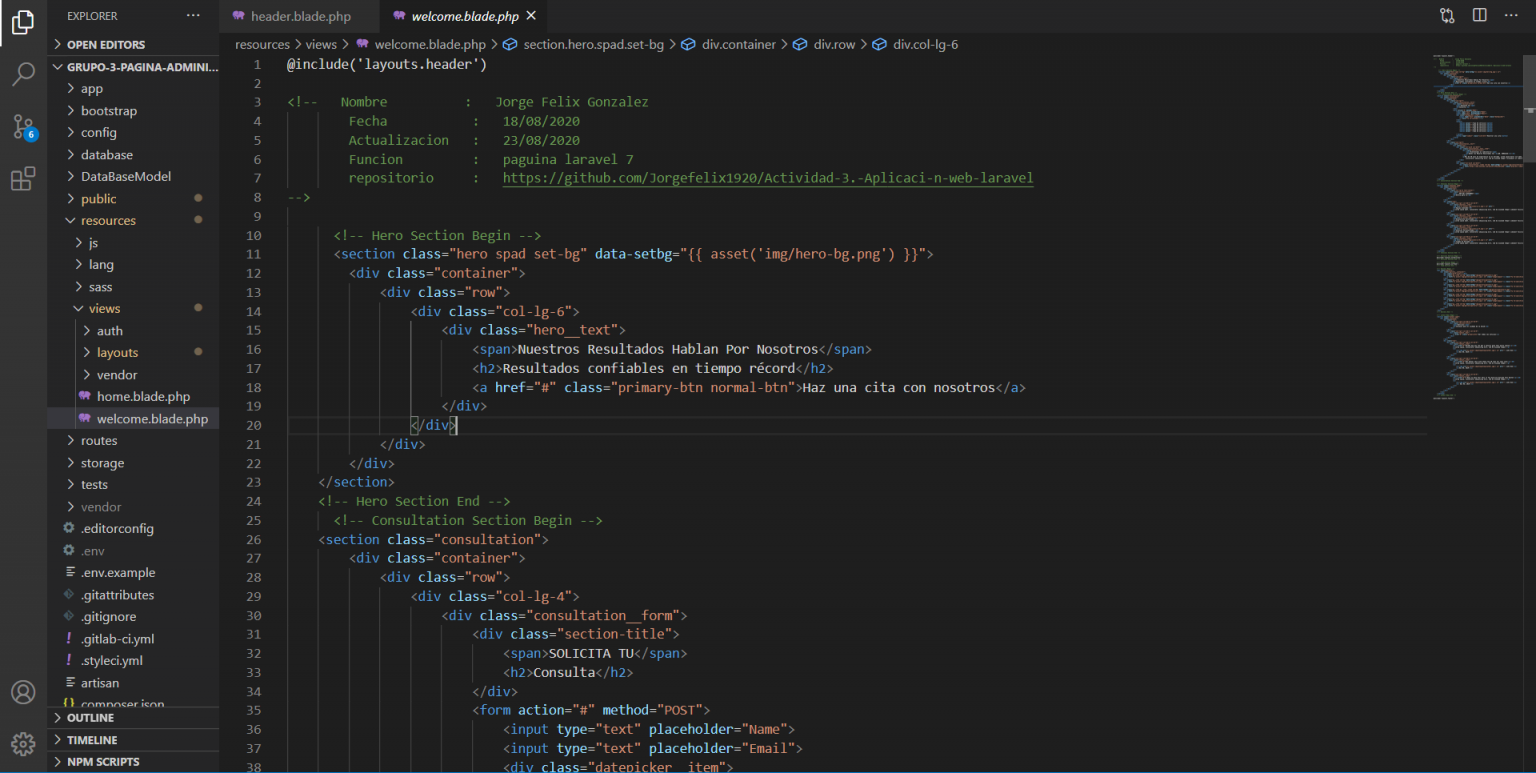 EXPLORER ···
OPEN EDITORS
GRUPO-3-PAGINA-ADMINI...
app
bootstrap
config
database
DataBaseModel
public
resources
js
lang
sass
views
auth
layouts
vendor
home.blade.php
welcome.blade.php
routes
storage
tests
vendor
.editorconfig
.env
.env.example
.gitattributes
.gitignore
.gitlab-ci.yml
.styleci.yml
artisan
composer.json
OUTLINE
TIMELINE
NPM SCRIPTS
6
header.blade.php welcome.blade.php
resources > views > welcome.blade.php > section.hero.spad.set-bg > div.container > div.row > div.col-lg-6
1 @include('layouts.header')
2
3 <!-- Nombre : Jorge Felix Gonzalez
4 Fecha : 18/08/2020
5 Actualizacion : 23/08/2020
6 Funcion : paguina laravel 7
7 repositorio : https://github.com/Jorgefelix1920/Actividad-3.-Aplicaci-n-web-laravel
8 -->
9
10 <!-- Hero Section Begin -->
11 <section class="hero spad set-bg" data-setbg="{{ asset('img/hero-bg.png') }}">
12 <div class="container">
13 <div class="row">
14 <div class="col-lg-6">
15 <div class="hero__text">
16 <span>Nuestros Resultados Hablan Por Nosotros</span>
17 <h2>Resultados confiables en tiempo récord</h2>
18 <a href="#" class="primary-btn normal-btn">Haz una cita con nosotros</a>
19 </div>
20 </div>
21 </div>
22 </div>
23 </section>
24 <!-- Hero Section End -->
25 <!-- Consultation Section Begin -->
26 <section class="consultation">
27 <div class="container">
28 <div class="row">
29 <div class="col-lg-4">
30 <div class="consultation__form">
31 <div class="section-title">
32 <span>SOLICITA TU</span>
33 <h2>Consulta</h2>
34 </div>
35 <form action="#" method="POST">
36 <input type="text" placeholder="Name">
37 <input type="text" placeholder="Email">
38 <div class="datepicker__item">